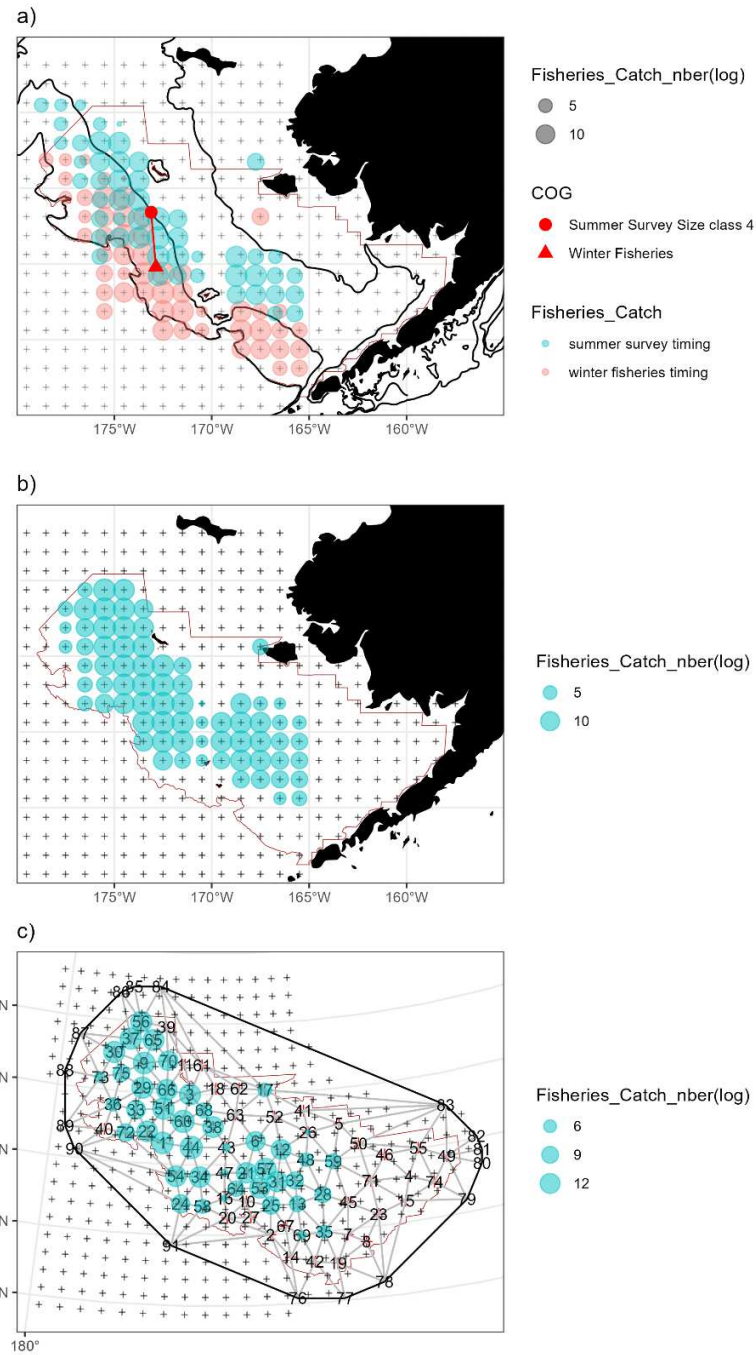 a)
Fisheries_Catch_nber(log)
5
10
COG
Summer Survey Size class 4
Winter Fisheries
Fisheries_Catch
summer survey timing
winter fisheries timing
175°W 170°W 165°W 160°W
b)
Fisheries_Catch_nber(log)
5
10
175°W 170°W 165°W 160°W
c)
86 85 84
N
56
87 37 65 39
30 9 70 11 61
N
88 73 75 29 66 3 18 62 17
83
36 33 51 68 63 52 41 5
89 40 72 22 1 60 38 6 26 50 82
N
90 44 43 12 46 55 49 81
80
54 34 47 21 57 48 59 71 4 74
64 53 31 32 79
24 58 16 10 25 13 28 45 15
20 27 23
N
91 2 67 69 35 7 8
14 42 19 78
N
76 77
180°
Fisheries_Catch_nber(log)
6
9
12